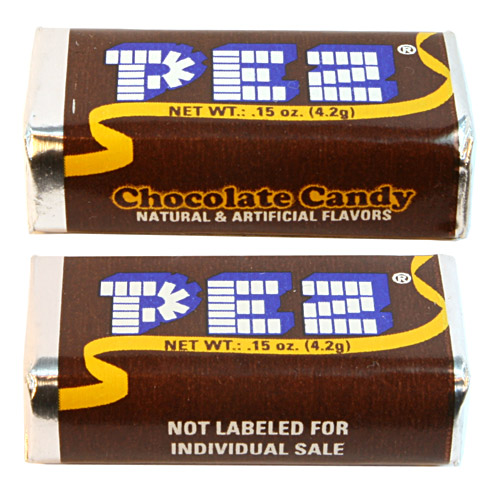 PEZ®
NET WT.: .15 oz. (4.2g)
Chocolate Candy
NATURAL & ARTIFICIAL FLAVORS
PEZ®
NET WT.: .15 oz. (4.2g)
NOT LABELED FOR
INDIVIDUAL SALE